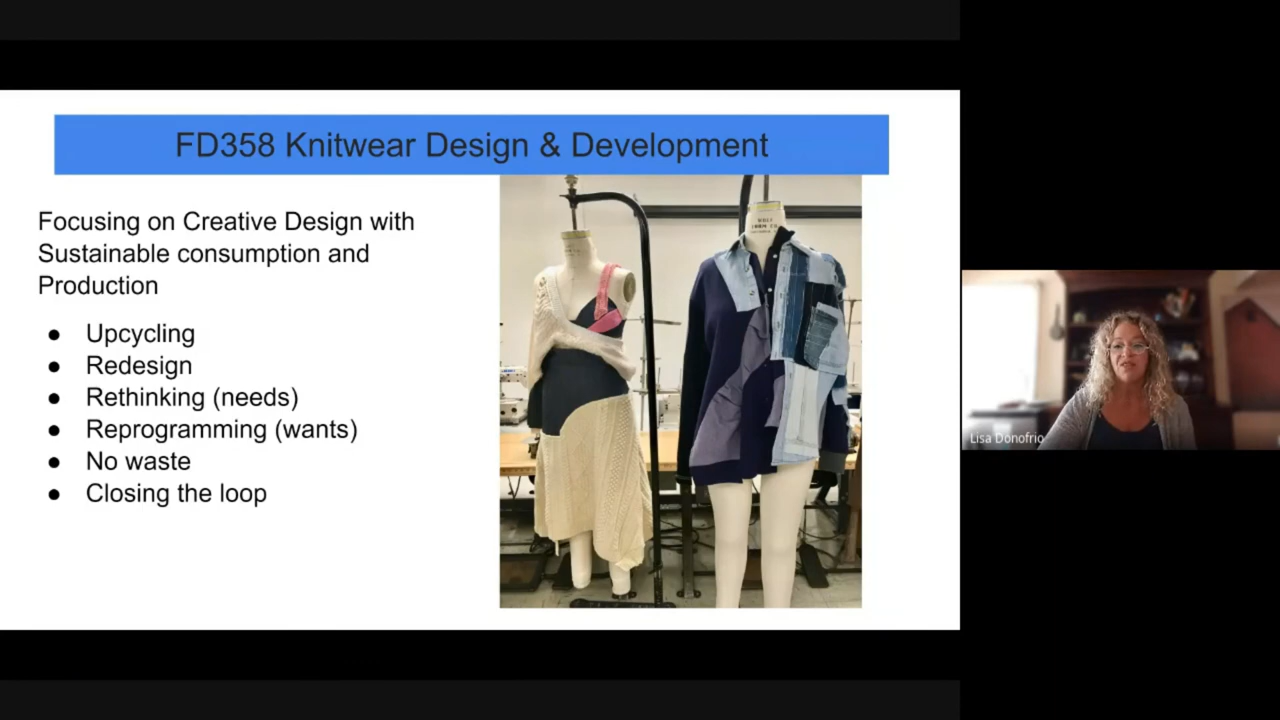 FD358 Knitwear Design & Development
Focusing on Creative Design with
Sustainable consumption and
Production
● Upcycling
● Redesign
● Rethinking (needs)
● Reprogramming (wants)
● No waste
● Closing the loop
Lisa Donofrio